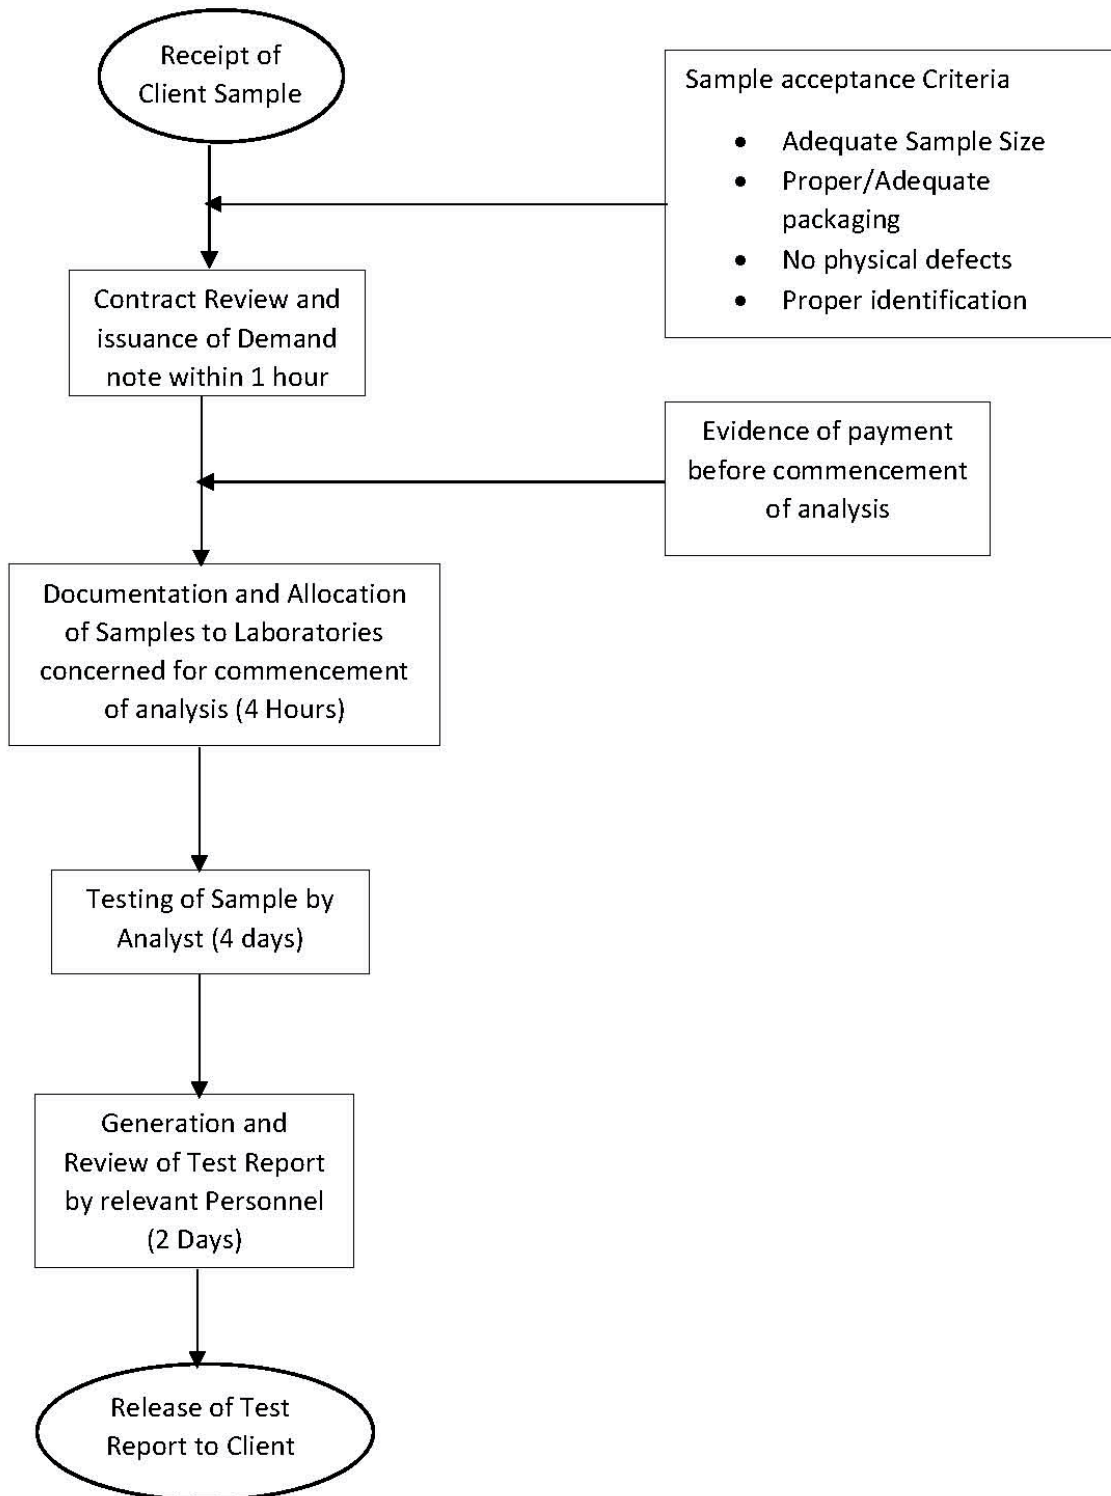 Receipt of
Client Sample
Sample acceptance Criteria
• Adequate Sample Size
• Proper/Adequate
packaging
• No physical defects
• Proper identification
Contract Review and
issuance of Demand
note within 1 hour
Evidence of payment
before commencement
of analysis
Documentation and Allocation
of Samples to Laboratories
concerned for commencement
of analysis (4 Hours)
Testing of Sample by
Analyst (4 days)
Generation and
Review of Test Report
by relevant Personnel
(2 Days)
Release of Test
Report to Client